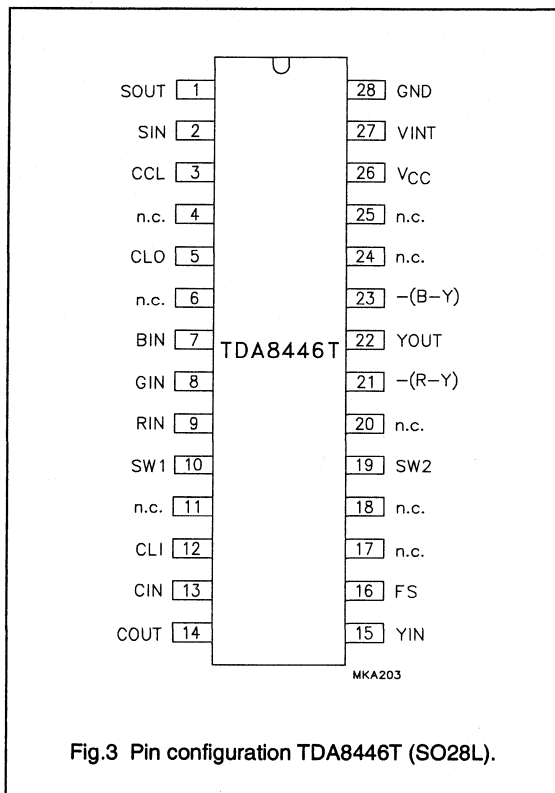 SOUT 1 28 GND
SIN 2 27 VINT
CCL 3 26 VCC
n.c. 4 25 n.c.
CLO 5 24 n.c.
n.c. 6 23 −(B−Y)
BIN 7 22 YOUT
TDA8446T
GIN 8 21 −(R−Y)
RIN 9 20 n.c.
SW1 10 19 SW2
n.c. 11 18 n.c.
CLI 12 17 n.c.
CIN 13 16 FS
COUT 14 15 YIN
MKA203
Fig.3 Pin configuration TDA8446T (SO28L).